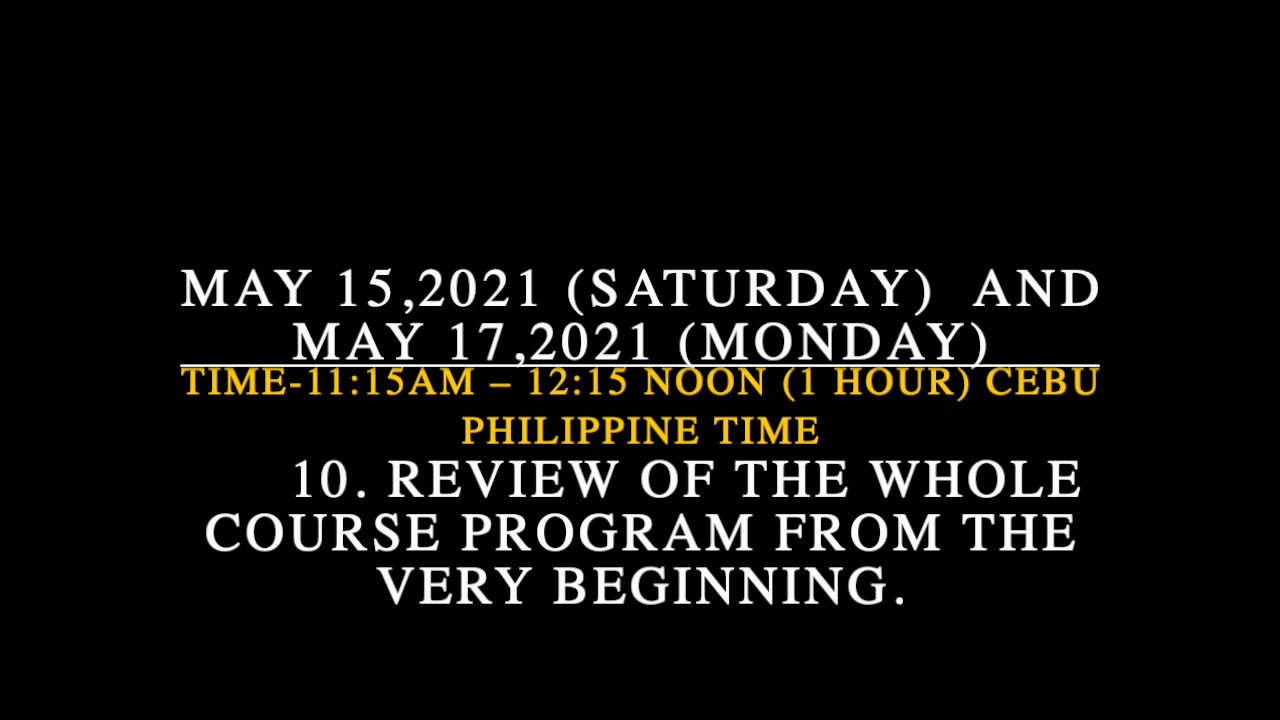 MAY 15,2021 (SATURDAY)  AND
MAY 17,2021 (MONDAY)
TIME-11:15AM – 12:15 NOON (1 HOUR) CEBU
PHILIPPINE TIME
10. REVIEW OF THE WHOLE
COURSE PROGRAM FROM THE
VERY BEGINNING.